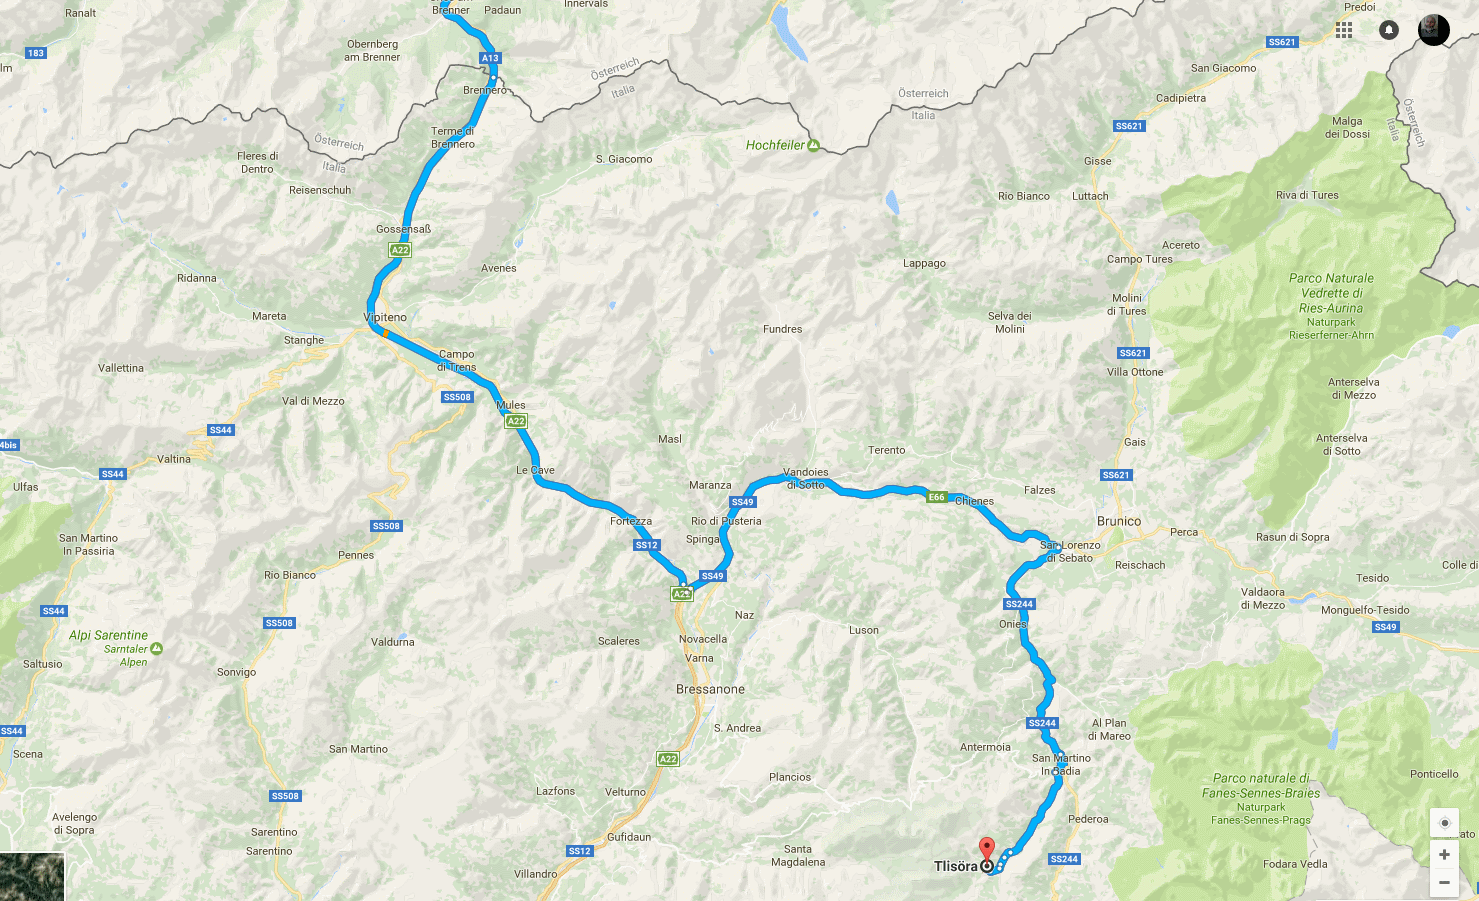 Brenner
Padaun
Innervals
Ranalt
Obernberg
am Brenner
183
A13
Brennero
Österreich
Italia
Österreich
Italia
Österreich
Italia
Österreich
Italia
Predoi
SS621
San Giacomo
Cadipietra
SS621
Malga
dei Dossi
Terme di
Brennero
Fleres di
Dentro
Reisenschuh
S. Giacomo
Hochfeiler
Gisse
Rio Bianco
Luttach
Riva di Tures
Gossensaß
A22
Acereto
Campo Tures
Lappago
Avenes
Ridanna
Parco Naturale
Vedrette di
Ries-Aurina
Naturpark
Rieserferner-Ahrn
Molini
di Tures
Mareta
Vipiteno
Stanghe
Selva dei
Molini
Fundres
SS621
Campo
di Trens
Vallettina
Villa Ottone
Anterselva
di Mezzo
SS508
Val di Mezzo
Mules
A22
SS44
4bis
Valtina
Masl
Terento
Gais
Anterselva
di Sotto
SS44
Le Cave
Vandoies
di Sotto
SS621
Ulfas
Maranza
SS49
E66
Chienes
Falzes
SS508
Fortezza
Rio di Pusteria
Brunico
Perca
San Martino
In Passiria
Spinga
SS12
San Lorenzo
di Sebato
Rasun di Sopra
Pennes
Reischach
Rio Bianco
SS49
Tesido
Colle di
A22
Valdaora
di Mezzo
SS44
SS244
Monguelfo-Tesido
Naz
SS508
Onies
SS49
Alpi Sarentine
Sarntaler
Alpen
Valdurna
Scaleres
Novacella
Luson
Varna
Saltusio
Sonvigo
Bressanone
SS44
S. Andrea
SS244
Al Plan
di Mareo
Scena
San Martino
Antermoia
San Martino
In Badia
A22
Plancios
Ponticello
Parco naturale di
Fanes-Sennes-Braies
Naturpark
Fanes-Sennes-Prags
Lazfons
Velturno
SS508
Avelengo
di Sopra
Pederoa
Sarentino
Gufidaun
Sarentino
SS12
Santa
Magdalena
SS244
Tlisöra
Fodara Vedla
Villandro